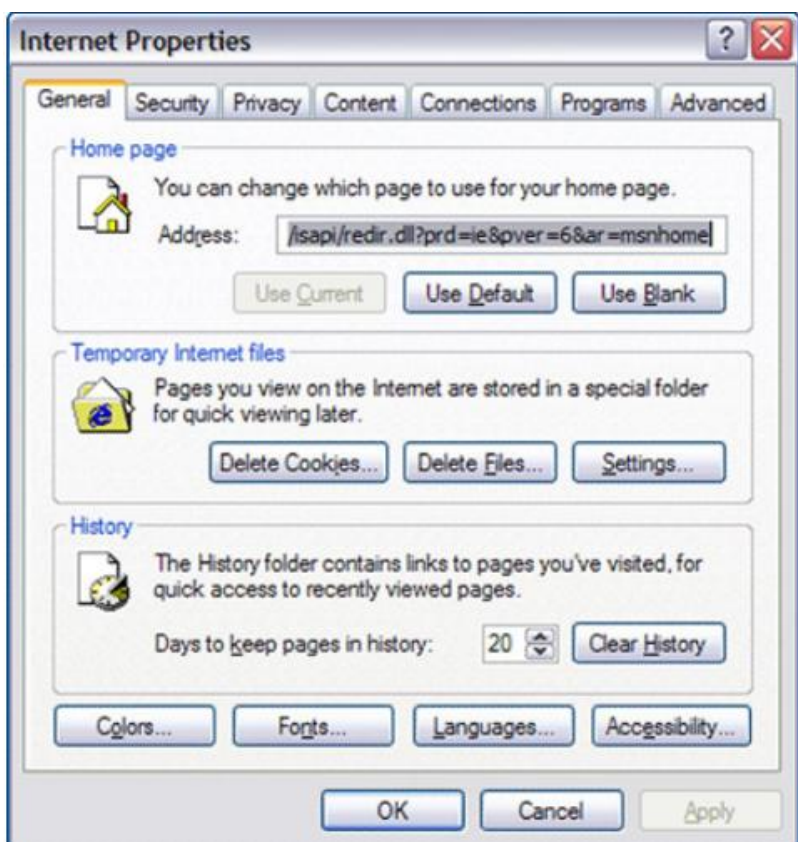 Internet Properties
General Security Privacy Content Connections Programs Advanced
Home page
You can change which page to use for your home page.
Address: /isapi/redir.dll?prd=ie&pver=6&ar=msnhome
Use Current Use Default Use Blank
Temporary Internet files
Pages you view on the Internet are stored in a special folder
for quick viewing later.
Delete Cookies... Delete Files... Settings...
History
The History folder contains links to pages you've visited, for
quick access to recently viewed pages.
Days to keep pages in history: 20 Clear History
Colors... Fonts... Languages... Accessibility...
OK Cancel Apply